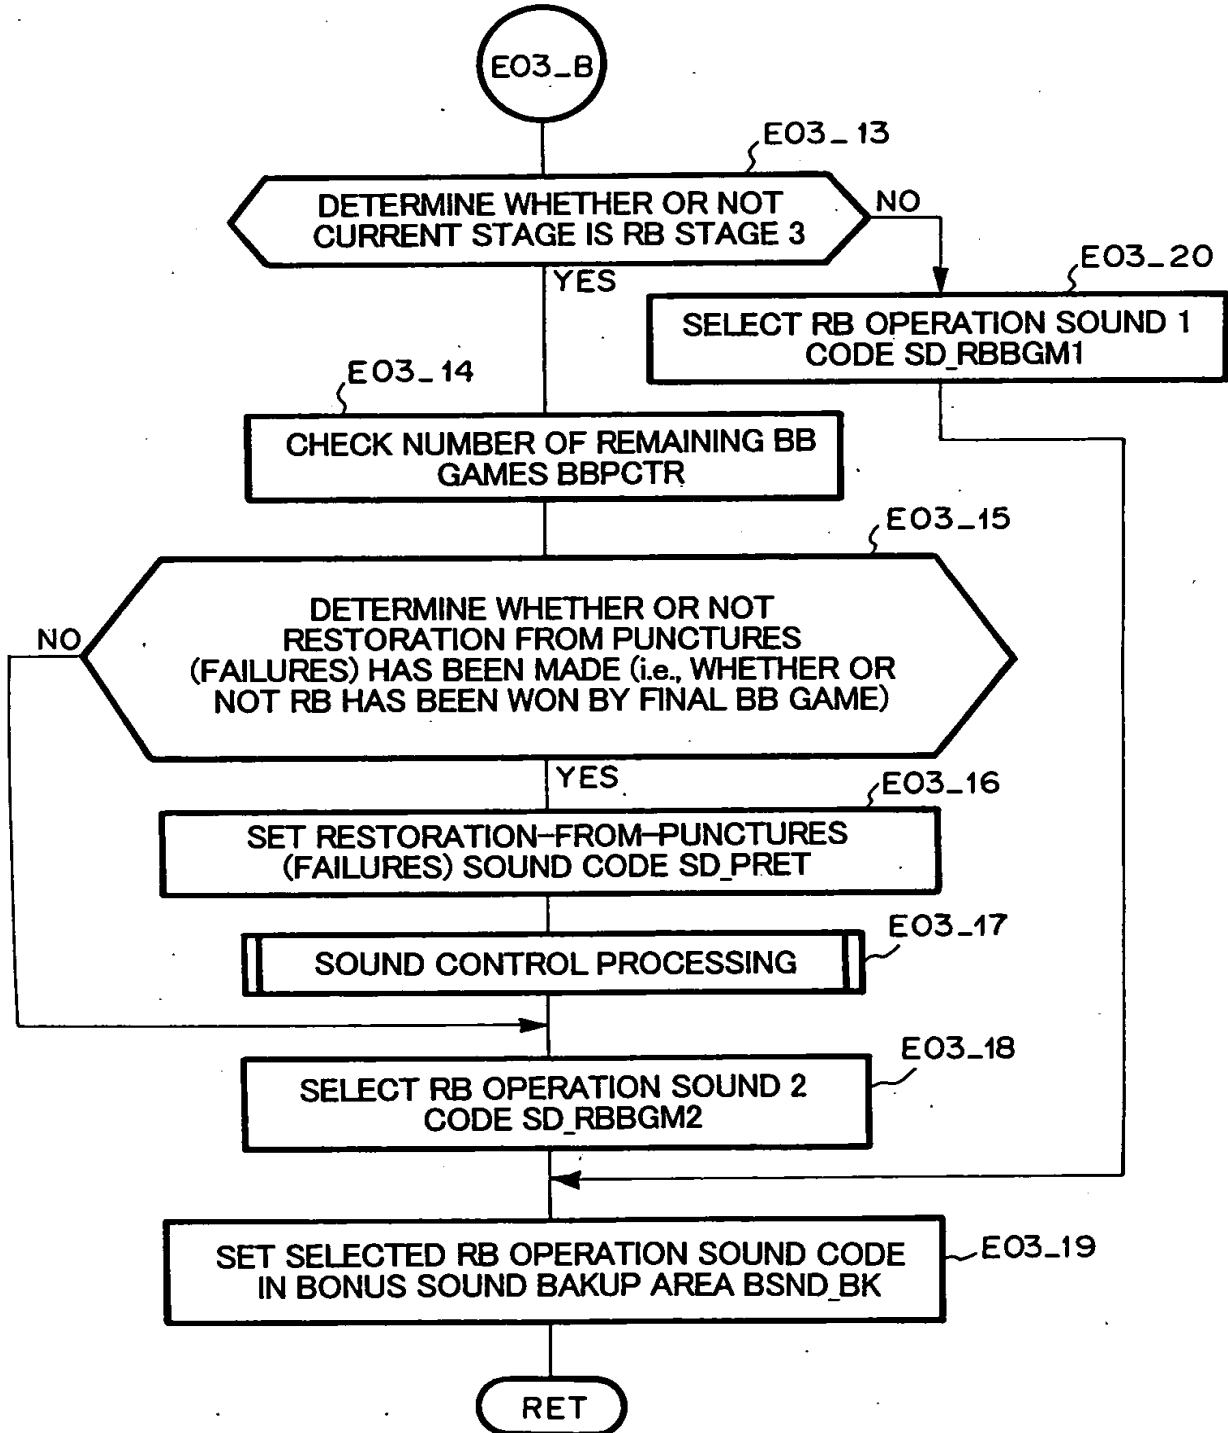 E03_B
E03_13
DETERMINE WHETHER OR NOT
CURRENT STAGE IS RB STAGE 3
NO
YES
E03_20
SELECT RB OPERATION SOUND 1
CODE SD_RBBGM1
E03_14
CHECK NUMBER OF REMAINING BB
GAMES BBPCTR
E03_15
DETERMINE WHETHER OR NOT
RESTORATION FROM PUNCTURES
(FAILURES) HAS BEEN MADE (i.e., WHETHER OR
NOT RB HAS BEEN WON BY FINAL BB GAME)
NO
YES
E03_16
SET RESTORATION-FROM-PUNCTURES
(FAILURES) SOUND CODE SD_PRET
E03_17
SOUND CONTROL PROCESSING
E03_18
SELECT RB OPERATION SOUND 2
CODE SD_RBBGM2
E03_19
SET SELECTED RB OPERATION SOUND CODE
IN BONUS SOUND BAKUP AREA BSND_BK
RET